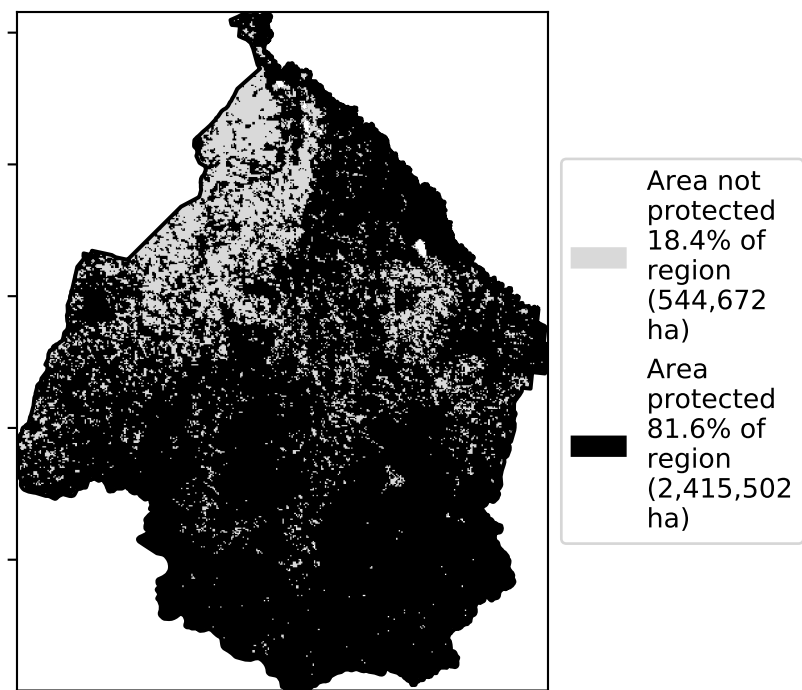 Area not
protected
18.4% of
region
(544,672
ha)
Area
protected
81.6% of
region
(2,415,502
ha)